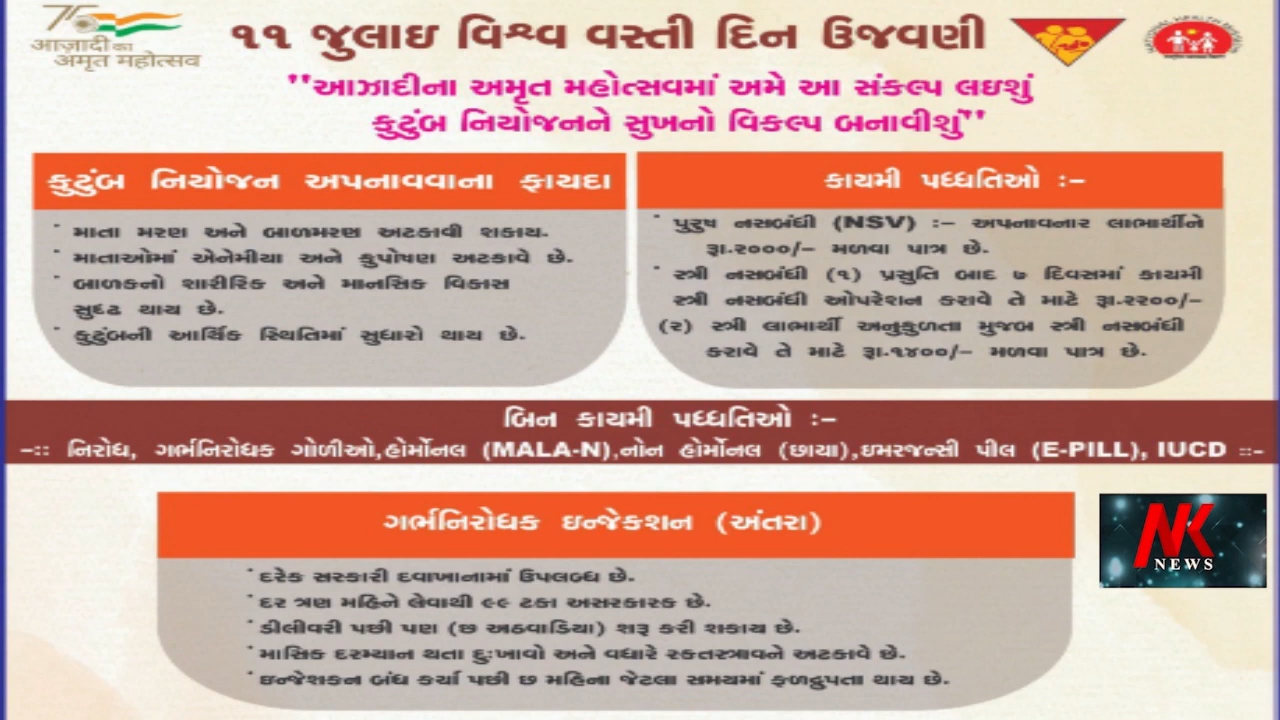 ૧૧ જુલાઇ વિશ્વ વસ્તી દિન ઉજવણી
आज़ादी का
अमृत महोत्सव
"આઝાદીના અમૃત મહોત્સવમાં અમે આ સંકલ્પ લઇશું
કુટુંબ નિયોજનને સુખનો વિકલ્પ બનાવીશું"
કુટુંબ નિયોજન અપનાવવાના ફાયદા
માતા મરણ અને બાળમરણ અટકાવી શકાય.
માતાઓમાં એનેમીયા અને કુપોષણ અટકાવે છે.
બાળકનો શારીરિક અને માનસિક વિકાસ
સુદઢ થાય છે.
કુટુંબની આર્થિક સ્થિતિમાં સુધારો થાય છે.
કાયમી પધ્ધતિઓ :-
પુરુષ નસબંધી (NSV) :- અપનાવનાર લાભાર્થીને
રૂા.૨૦૦૦/- મળવા પાત્ર છે.
સ્ત્રી નસબંધી (૧) પ્રસુતિ બાદ ૭ દિવસમાં કાયમી
સ્ત્રી નસબંધી ઓપરેશન કરાવે તે માટે રૂા.૨૨૦૦/-
(૨) સ્ત્રી લાભાર્થી અનુકુળતા મુજબ સ્ત્રી નસબંધી
કરાવે તે માટે રૂા.૧૪૦૦/- મળવા પાત્ર છે.
બિન કાયમી પધ્ધતિઓ :-
-:: નિરોધ, ગર્ભનિરોધક ગોળીઓ,હોર્મોનલ (MALA-N),નોન હોર્મોનલ (છાયા),ઇમરજન્સી પીલ (E-PILL), IUCD ::-
ગર્ભનિરોધક ઇન્જેકશન (અંતરા)
દરેક સરકારી દવાખાનામાં ઉપલબ્ધ છે.
દર ત્રણ મહિને લેવાથી ૯૯ ટકા અસરકારક છે.
ડીલીવરી પછી પણ (છ અઠવાડિયા) શરૂ કરી શકાય છે.
માસિક દરમ્યાન થતા દુઃખાવો અને વધારે રક્તસ્ત્રાવને અટકાવે છે.
ઇન્જેશકન બંધ કર્યા પછી છ મહિના જેટલા સમયમાં ફળદ્રુપતા થાય છે.
NK
NEWS